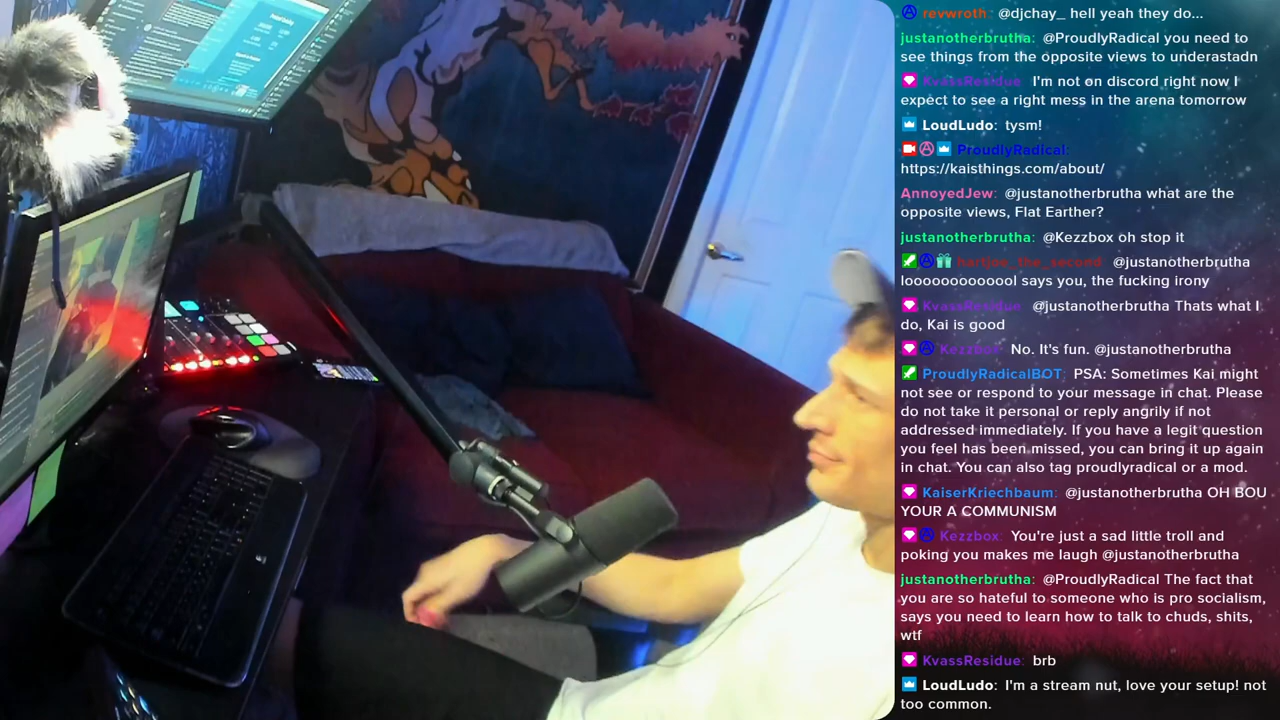 revwroth: @djchay_ hell yeah they do...
justanotherbrutha: @ProudlyRadical you need to
see things from the opposite views to underastadn
KvassResidue: I'm not on discord right now I
expect to see a right mess in the arena tomorrow
LoudLudo: tysm!
ProudlyRadical:
https://kaisthings.com/about/
AnnoyedJew: @justanotherbrutha what are the
opposite views, Flat Earther?
justanotherbrutha: @Kezzbox oh stop it
hartjoe_the_second: @justanotherbrutha
looooooooooool says you, the fucking irony
KvassResidue: @justanotherbrutha Thats what I
do, Kai is good
Kezzbox: No. It's fun. @justanotherbrutha
ProudlyRadicalBOT: PSA: Sometimes Kai might
not see or respond to your message in chat. Please
do not take it personal or reply angrily if not
addressed immediately. If you have a legit question
you feel has been missed, you can bring it up again
in chat. You can also tag proudlyradical or a mod.
KaiserKriechbaum: @justanotherbrutha OH BOU
YOUR A COMMUNISM
Kezzbox: You're just a sad little troll and
poking you makes me laugh @justanotherbrutha
justanotherbrutha: @ProudlyRadical The fact that
you are so hateful to someone who is pro socialism,
says you need to learn how to talk to chuds, shits,
wtf
KvassResidue: brb
LoudLudo: I'm a stream nut, love your setup! not
too common.